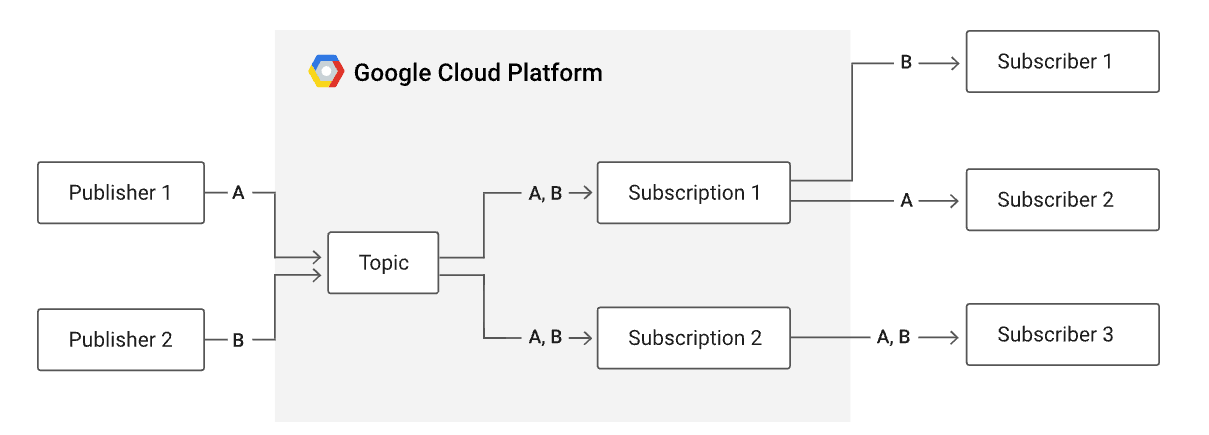 Google Cloud Platform
Publisher 1
A
Publisher 2
B
Topic
A, B
Subscription 1
A, B
Subscription 2
B
Subscriber 1
A
Subscriber 2
A, B
Subscriber 3